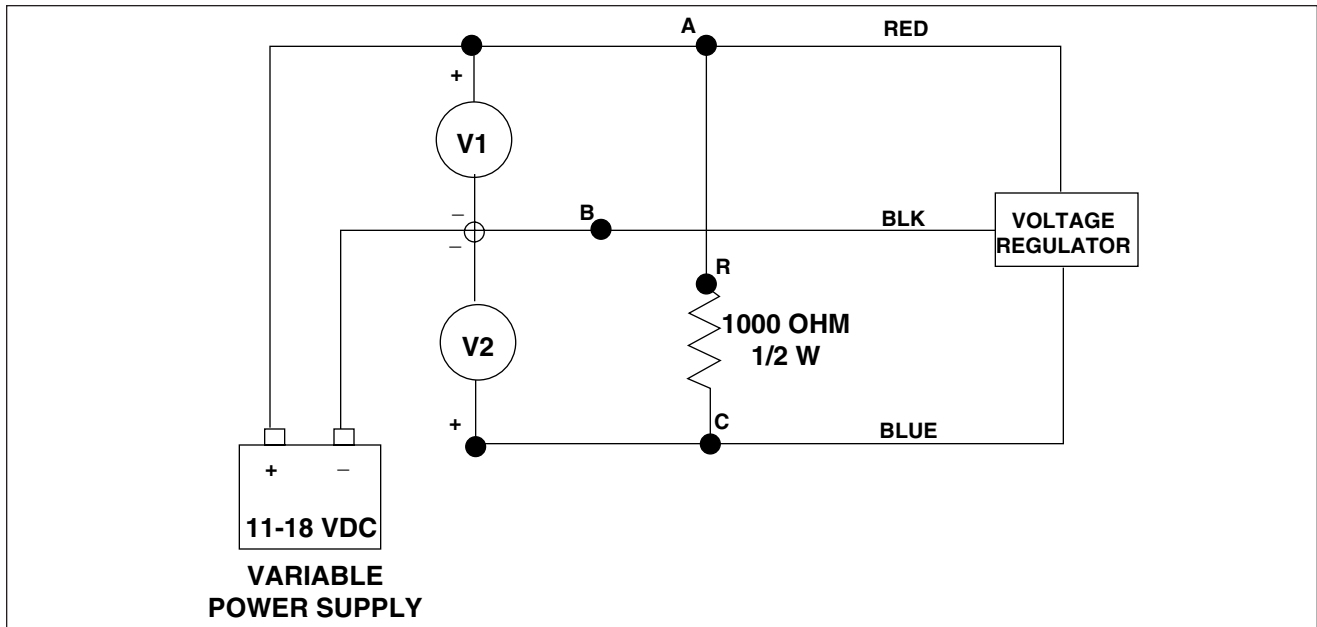 A
RED
+
V1
–
B
BLK
VOLTAGE
REGULATOR
–
R
1000 OHM
1/2 W
V2
+
C
BLUE
+ –
11-18 VDC
VARIABLE
POWER SUPPLY